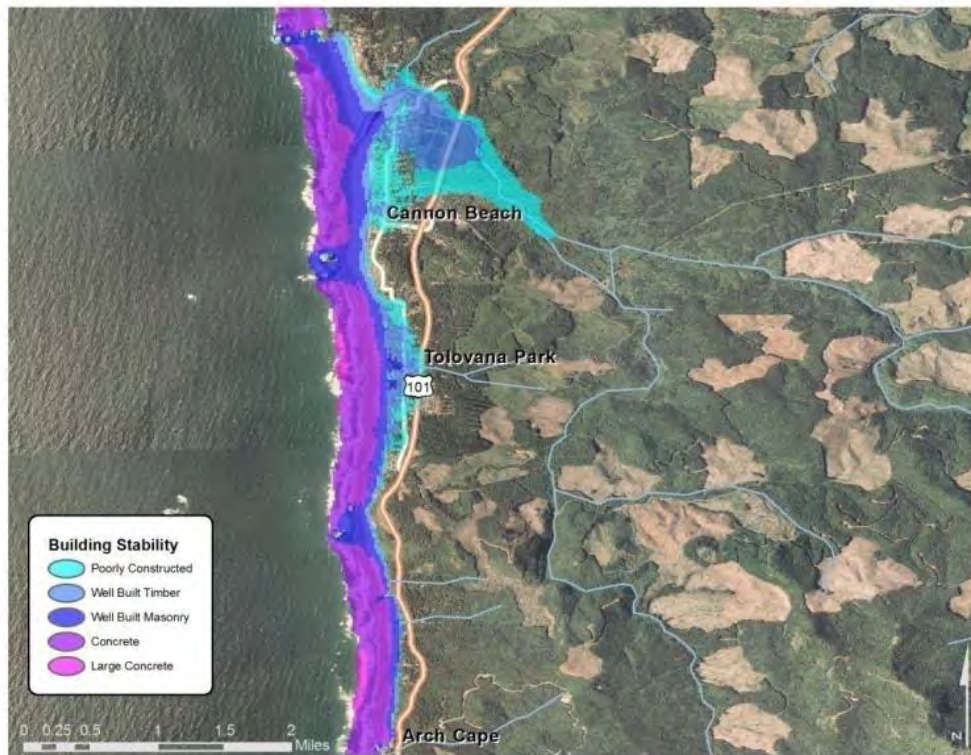 Cannon Beach
Tolovana Park
101
Building Stability
Poorly Constructed
Well Built Timber
Well Built Masonry
Concrete
Large Concrete
0 0.25 0.5 1 1.5 2
Miles
Arch Cape
N